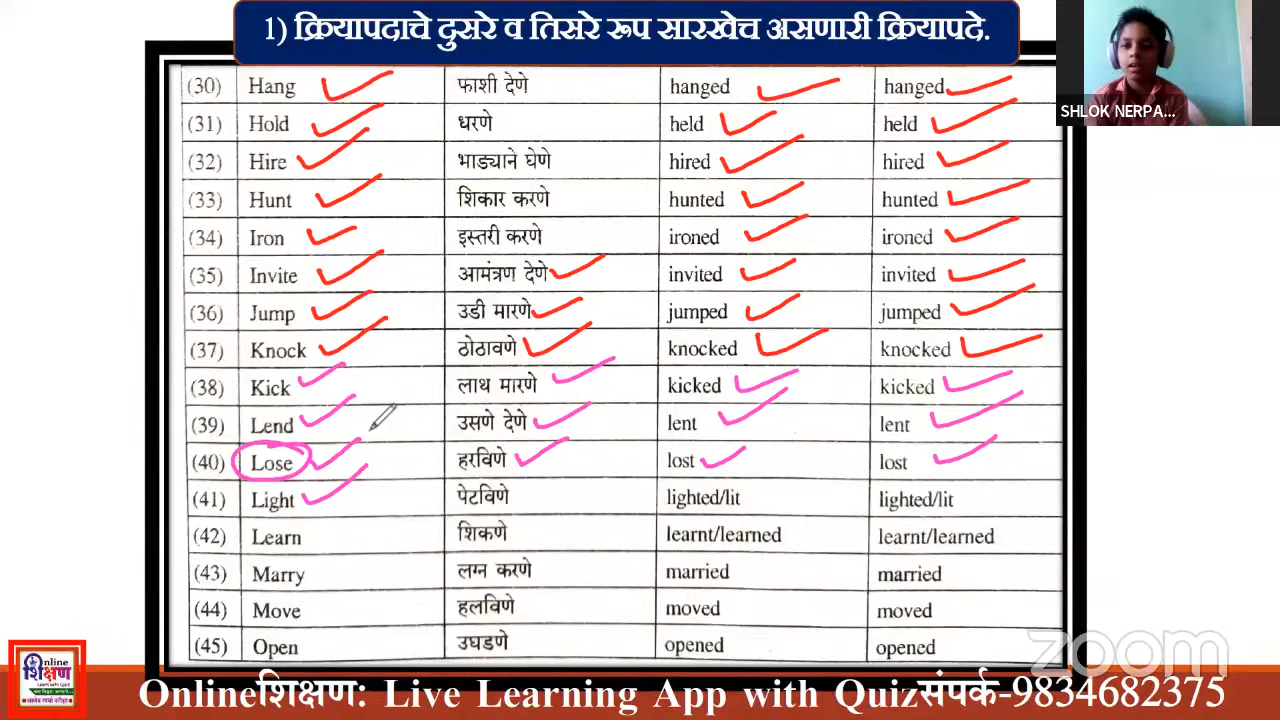 1) क्रियापदाचे दुसरे व तिसरे रूप सारखेच असणारी क्रियापदे.
SHLOK NERPA...
(30) Hang फाशी देणे hanged hanged
(31) Hold धरणे held held
(32) Hire भाड्याने घेणे hired hired
(33) Hunt शिकार करणे hunted hunted
(34) Iron इस्तरी करणे ironed ironed
(35) Invite आमंत्रण देणे invited invited
(36) Jump उडी मारणे jumped jumped
(37) Knock ठोठावणे knocked knocked
(38) Kick लाथ मारणे kicked kicked
(39) Lend उसणे देणे lent lent
(40) Lose हरविणे lost lost
(41) Light पेटविणे lighted/lit lighted/lit
(42) Learn शिकणे learnt/learned learnt/learned
(43) Marry लग्न करणे married married
(44) Move हलविणे moved moved
(45) Open उघडणे opened opened
zoom
Online
शिक्षण
Onlineशिक्षण: Live Learning App with Quizसंपर्क-9834682375